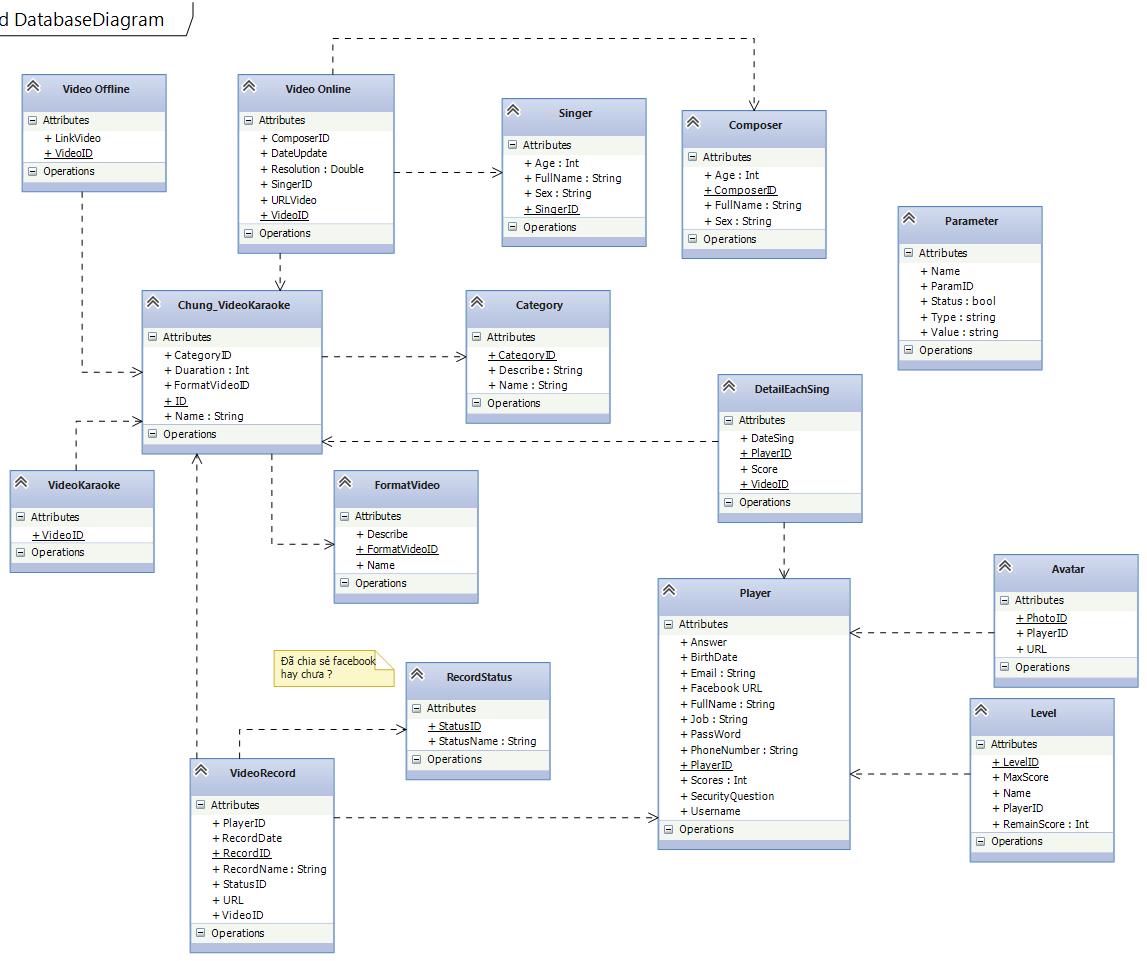 d DatabaseDiagram
Video Offline
Attributes
+ LinkVideo
+ VideoID
Operations
Video Online
Attributes
+ ComposerID
+ DateUpdate
+ Resolution : Double
+ SingerID
+ URLVideo
+ VideoID
Operations
Singer
Attributes
+ Age : Int
+ FullName : String
+ Sex : String
+ SingerID
Operations
Composer
Attributes
+ Age : Int
+ ComposerID
+ FullName : String
+ Sex : String
Operations
Parameter
Attributes
+ Name
+ ParamID
+ Status : bool
+ Type : string
+ Value : string
Operations
Chung_VideoKaraoke
Attributes
+ CategoryID
+ Duaration : Int
+ FormatVideoID
+ ID
+ Name : String
Operations
Category
Attributes
+ CategoryID
+ Describe : String
+ Name : String
Operations
DetailEachSing
Attributes
+ DateSing
+ PlayerID
+ Score
+ VideoID
Operations
VideoKaraoke
Attributes
+ VideoID
Operations
FormatVideo
Attributes
+ Describe
+ FormatVideoID
+ Name
Operations
Player
Attributes
+ Answer
+ BirthDate
+ Email : String
+ Facebook URL
+ FullName : String
+ Job : String
+ PassWord
+ PhoneNumber : String
+ PlayerID
+ Scores : Int
+ SecurityQuestion
+ Username
Operations
Avatar
Attributes
+ PhotoID
+ PlayerID
+ URL
Operations
Level
Attributes
+ LevelID
+ MaxScore
+ Name
+ PlayerID
+ RemainScore : Int
Operations
Đã chia sẻ facebook
hay chưa ?
RecordStatus
Attributes
+ StatusID
+ StatusName : String
Operations
VideoRecord
Attributes
+ PlayerID
+ RecordDate
+ RecordID
+ RecordName : String
+ StatusID
+ URL
+ VideoID
Operations